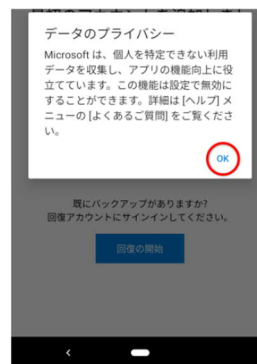 データのプライバシー
Microsoft は、個人を特定できない利用
データを収集し、アプリの機能向上に役
立てています。この機能は設定で無効に
することができます。詳細は [ヘルプ] メ
ニューの [よくあるご質問] をご覧くださ
い。
OK
既にバックアップがありますか?
回復アカウントにサインインしてください。
回復の開始